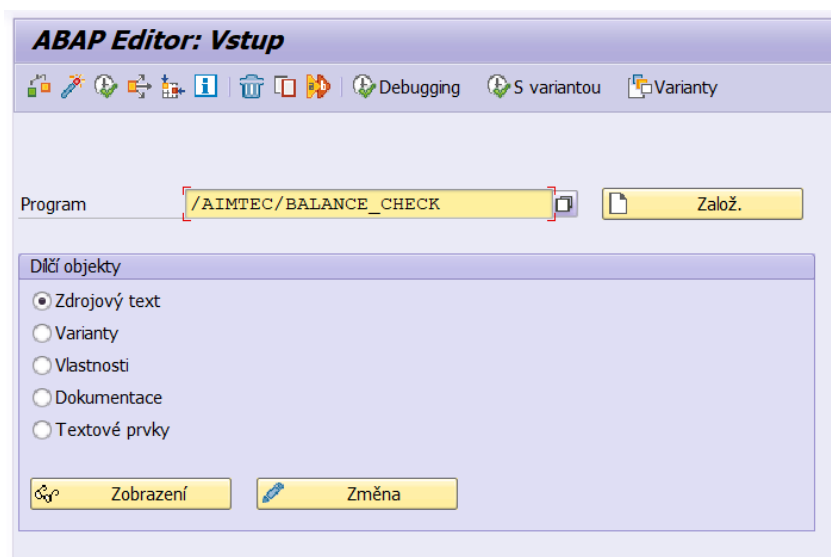 ABAP Editor: Vstup
Debugging S variantou Varianty
Program /AIMTEC/BALANCE_CHECK Založ.
Dílčí objekty
Zdrojový text
Varianty
Vlastnosti
Dokumentace
Textové prvky
Zobrazení Změna